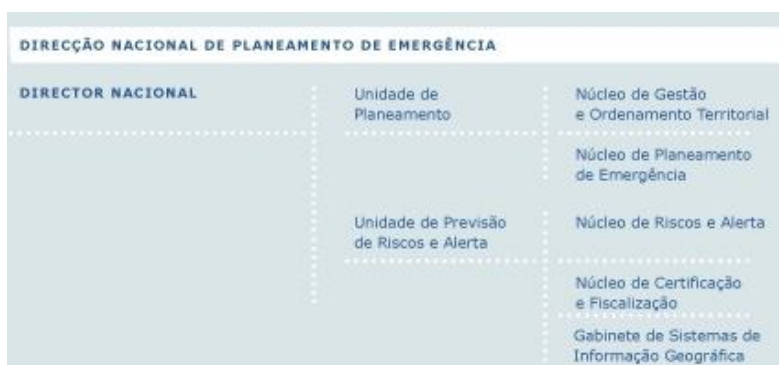 DIRECÇÃO NACIONAL DE PLANEAMENTO DE EMERGÊNCIA
DIRECTOR NACIONAL
Unidade de
Planeamento
Núcleo de Gestão
e Ordenamento Territorial
Núcleo de Planeamento
de Emergência
Unidade de Previsão
de Riscos e Alerta
Núcleo de Riscos e Alerta
Núcleo de Certificação
e Fiscalização
Gabinete de Sistemas de
Informação Geográfica